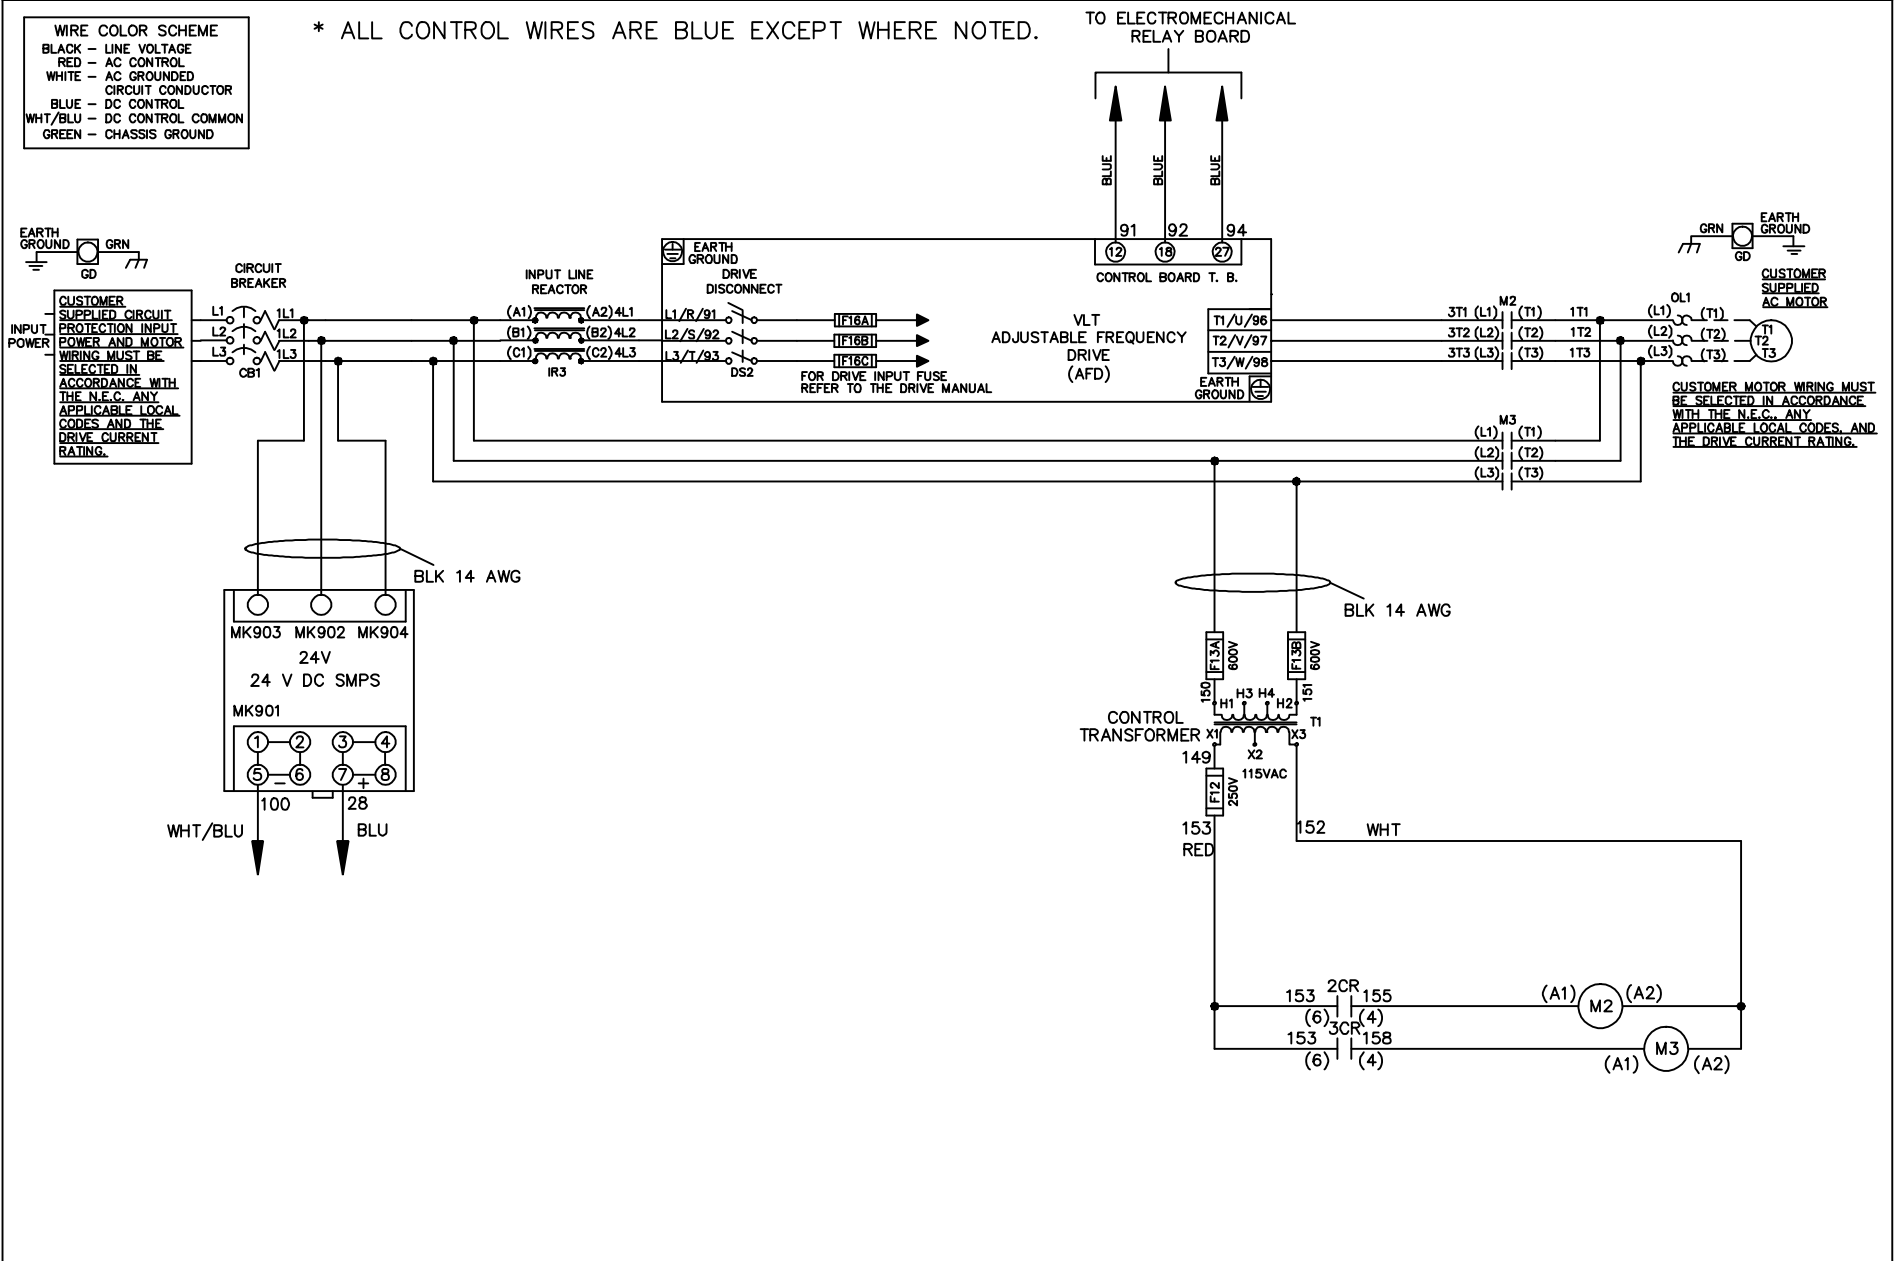 WIRE COLOR SCHEME
BLACK – LINE VOLTAGE
RED – AC CONTROL
WHITE – AC GROUNDED
CIRCUIT CONDUCTOR
BLUE – DC CONTROL
WHT/BLU – DC CONTROL COMMON
GREEN – CHASSIS GROUND
* ALL CONTROL WIRES ARE BLUE EXCEPT WHERE NOTED.
TO ELECTROMECHANICAL
RELAY BOARD
BLUE
BLUE
BLUE
91 92 94
12 18 27
CONTROL BOARD T. B.
EARTH
GROUND
GRN
GD
CUSTOMER
SUPPLIED CIRCUIT
PROTECTION INPUT
POWER AND MOTOR
WIRING MUST BE
SELECTED IN
ACCORDANCE WITH
THE N.E.C. ANY
APPLICABLE LOCAL
CODES AND THE
DRIVE CURRENT
RATING.
INPUT
POWER
CIRCUIT
BREAKER
L1 1L1
L2 1L2
L3 1L3
CB1
INPUT LINE
REACTOR
(A1) (A2) 4L1
(B1) (B2) 4L2
(C1) (C2) 4L3
IR3
EARTH
GROUND
DRIVE
DISCONNECT
L1/R/91
L2/S/92
L3/T/93
DS2
F16A
F16B
F16C
FOR DRIVE INPUT FUSE
REFER TO THE DRIVE MANUAL
VLT
ADJUSTABLE FREQUENCY
DRIVE
(AFD)
T1/U/96
T2/V/97
T3/W/98
EARTH
GROUND
M2
3T1 (L1) (T1) 1T1
3T2 (L2) (T2) 1T2
3T3 (L3) (T3) 1T3
OL1
(L1) (T1)
(L2) (T2)
(L3) (T3)
T1
T2
T3
GRN
EARTH
GROUND
GD
CUSTOMER
SUPPLIED
AC MOTOR
CUSTOMER MOTOR WIRING MUST
BE SELECTED IN ACCORDANCE
WITH THE N.E.C., ANY
APPLICABLE LOCAL CODES, AND
THE DRIVE CURRENT RATING.
M3
(L1) (T1)
(L2) (T2)
(L3) (T3)
BLK 14 AWG
MK903 MK902 MK904
24V
24 V DC SMPS
MK901
1 2 3 4
5 – 6 7 + 8
100 28
WHT/BLU BLU
BLK 14 AWG
F13A
600V
F13B
600V
150
151
H1 H3 H4 H2
CONTROL
TRANSFORMER
T1
X1 X2 X3
149
115VAC
F12
250V
153
RED
152 WHT
2CR
153 155
(6) (4)
(A1) M2 (A2)
3CR
153 158
(6) (4)
(A1) M3 (A2)